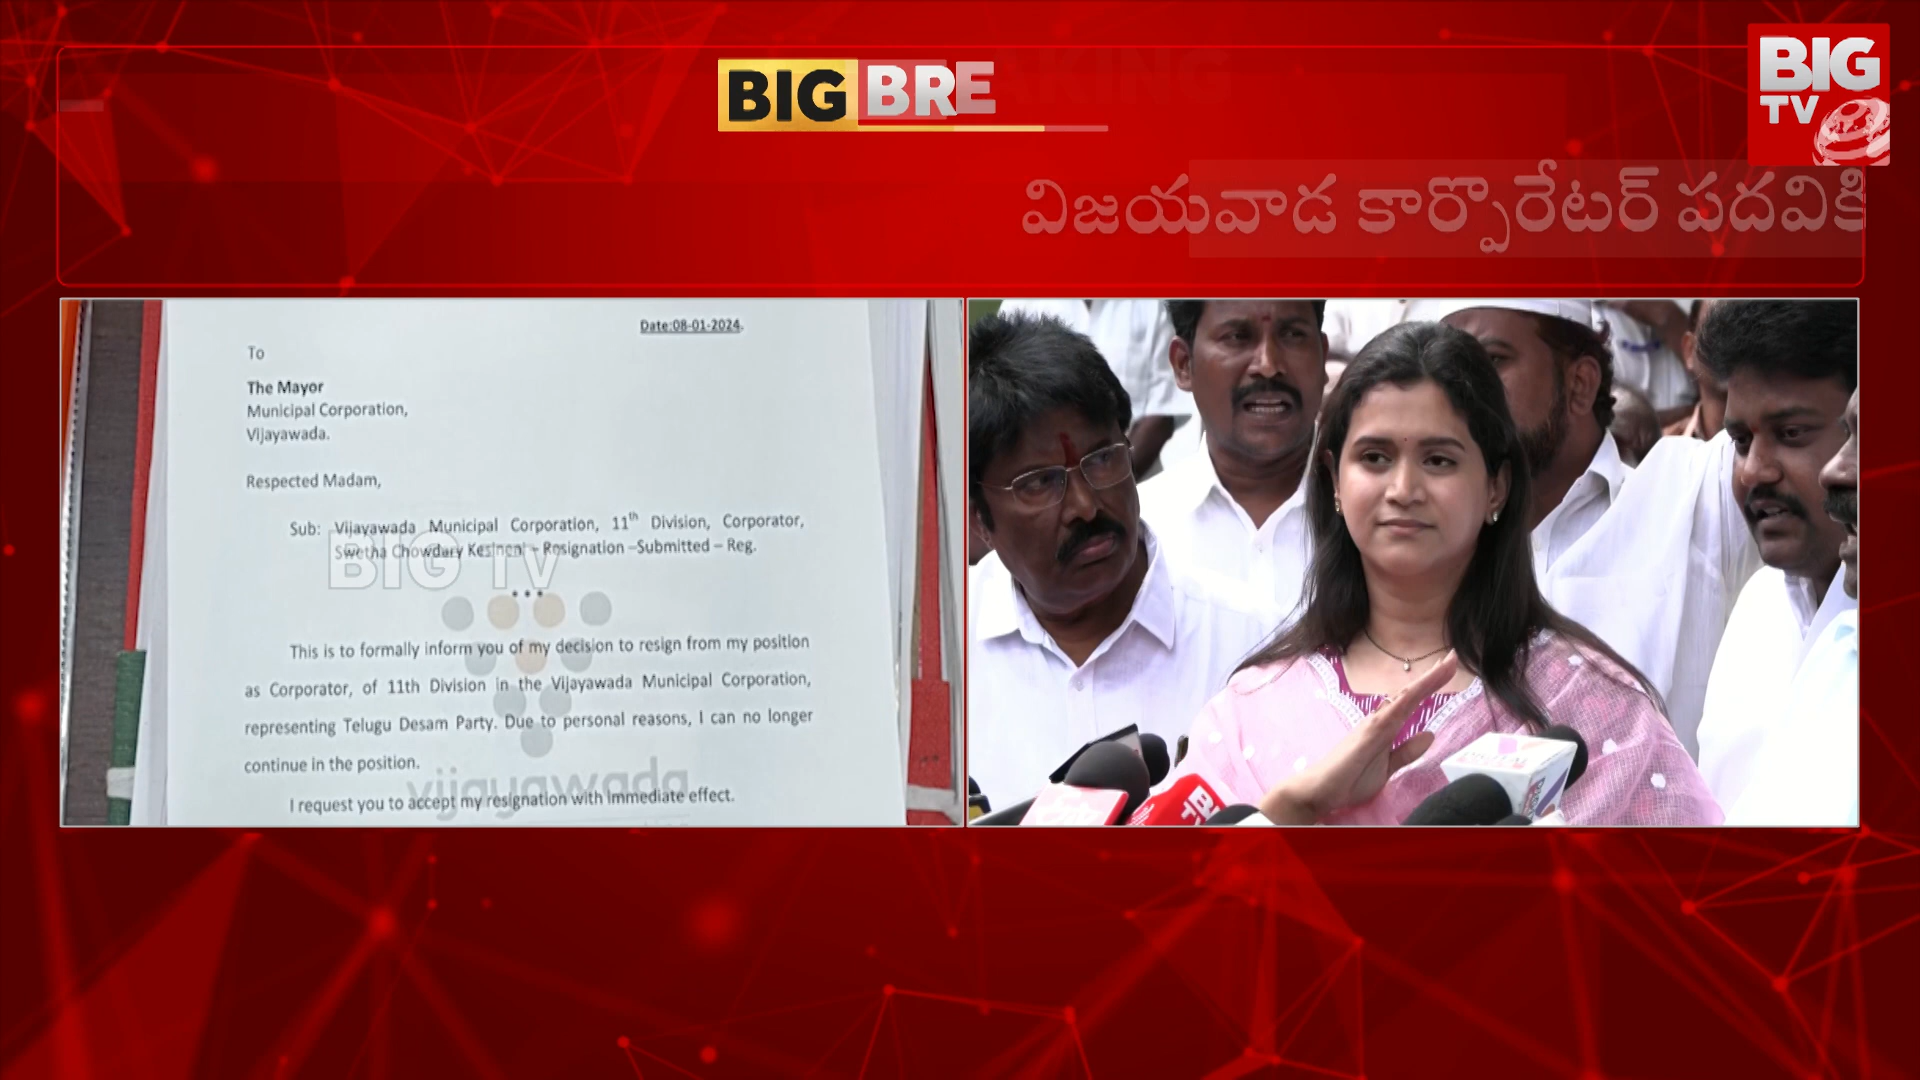 BIG BRE
BIG
TV
విజయవాడ కార్పొరేటర్ పదవికి
Date:08-01-2024.
To
The Mayor
Municipal Corporation,
Vijayawada.
Respected Madam,
Sub: Vijayawada Municipal Corporation, 11th Division, Corporator,
Swetha Chowdary Kesineni – Resignation –Submitted – Reg.
BIG TV
This is to formally inform you of my decision to resign from my position
as Corporator, of 11th Division in the Vijayawada Municipal Corporation,
representing Telugu Desam Party. Due to personal reasons, I can no longer
continue in the position.
vijayawada
I request you to accept my resignation with immediate effect.